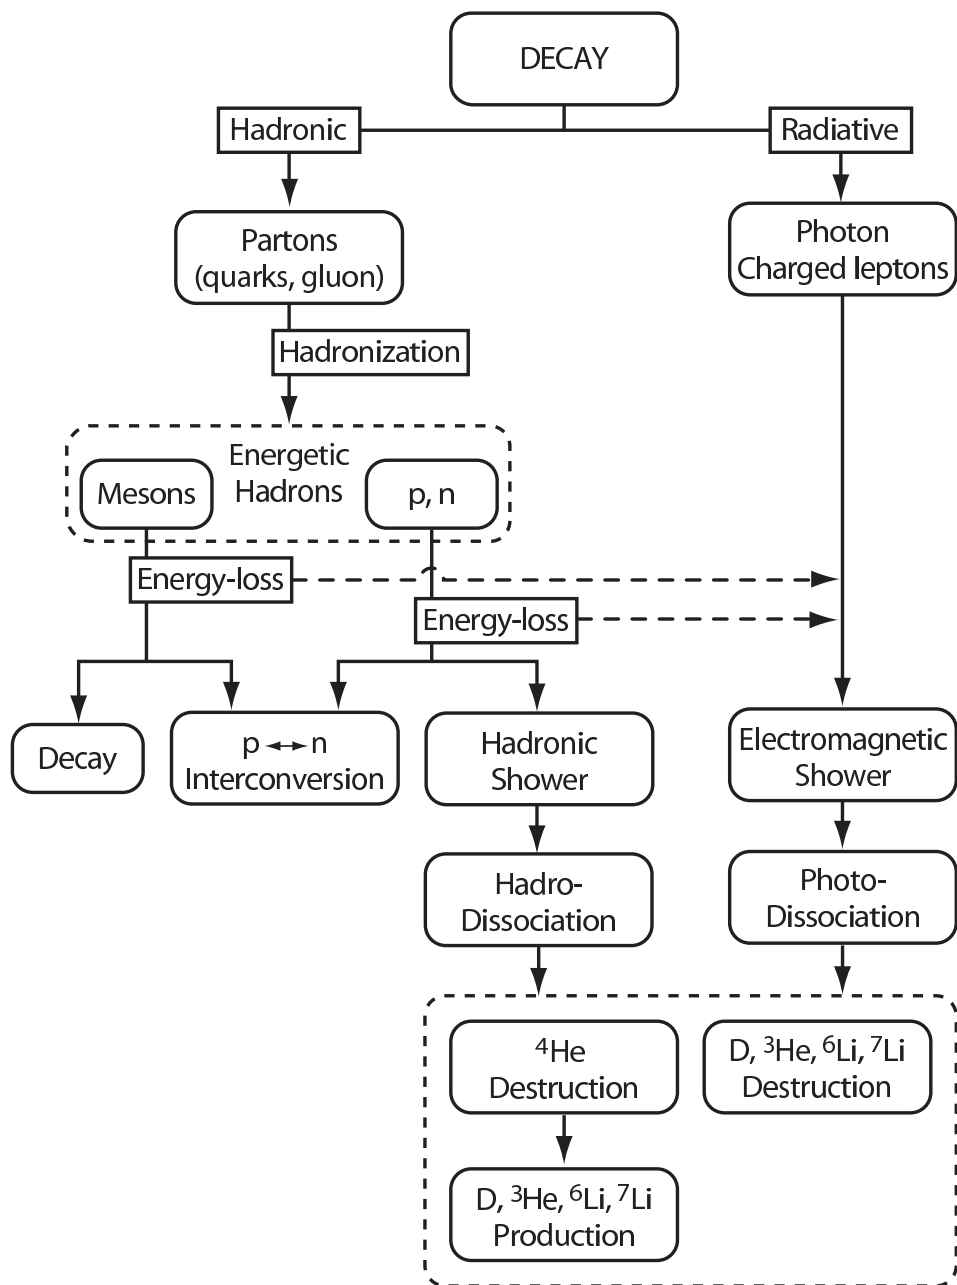 DECAY
Hadronic
Radiative
Partons
(quarks, gluon)
Photon
Charged leptons
Hadronization
Energetic
Hadrons
Mesons
p, n
Energy-loss
Energy-loss
Decay
p ◄─► n
Interconversion
Hadronic
Shower
Electromagnetic
Shower
Hadro-
Dissociation
Photo-
Dissociation
⁴He
Destruction
D, ³He, ⁶Li, ⁷Li
Destruction
D, ³He, ⁶Li, ⁷Li
Production